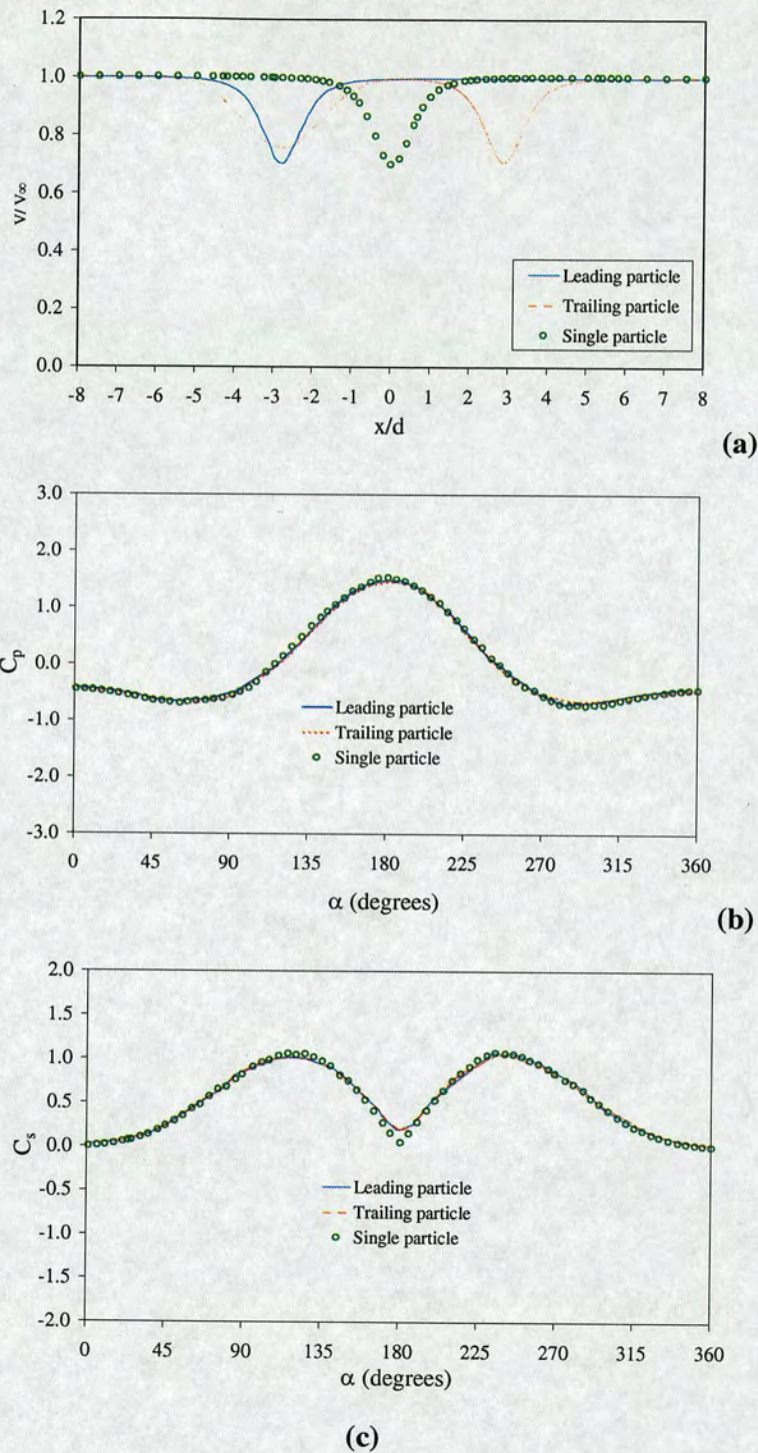 1.2
1.0
0.8
0.6
0.4
0.2
0.0
v/ v∞
Leading particle
Trailing particle
Single particle
-8 -7 -6 -5 -4 -3 -2 -1 0 1 2 3 4 5 6 7 8
x/d
(a)
3.0
2.0
1.0
0.0
-1.0
-2.0
-3.0
Cp
Leading particle
Trailing particle
Single particle
0 45 90 135 180 225 270 315 360
α (degrees)
(b)
2.0
1.5
1.0
0.5
0.0
-0.5
-1.0
-1.5
-2.0
Cs
Leading particle
Trailing particle
Single particle
0 45 90 135 180 225 270 315 360
α (degrees)
(c)